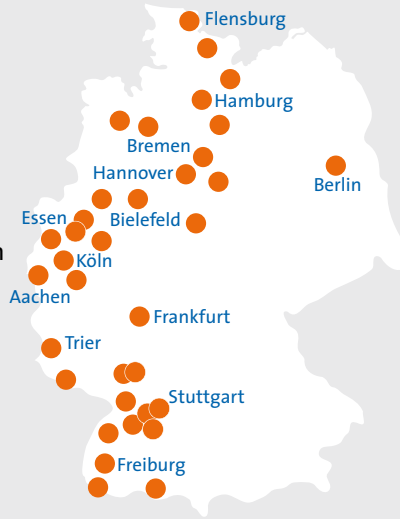 Flensburg
Hamburg
Bremen
Hannover
Berlin
Essen
Bielefeld
Köln
Aachen
Frankfurt
Trier
Stuttgart
Freiburg